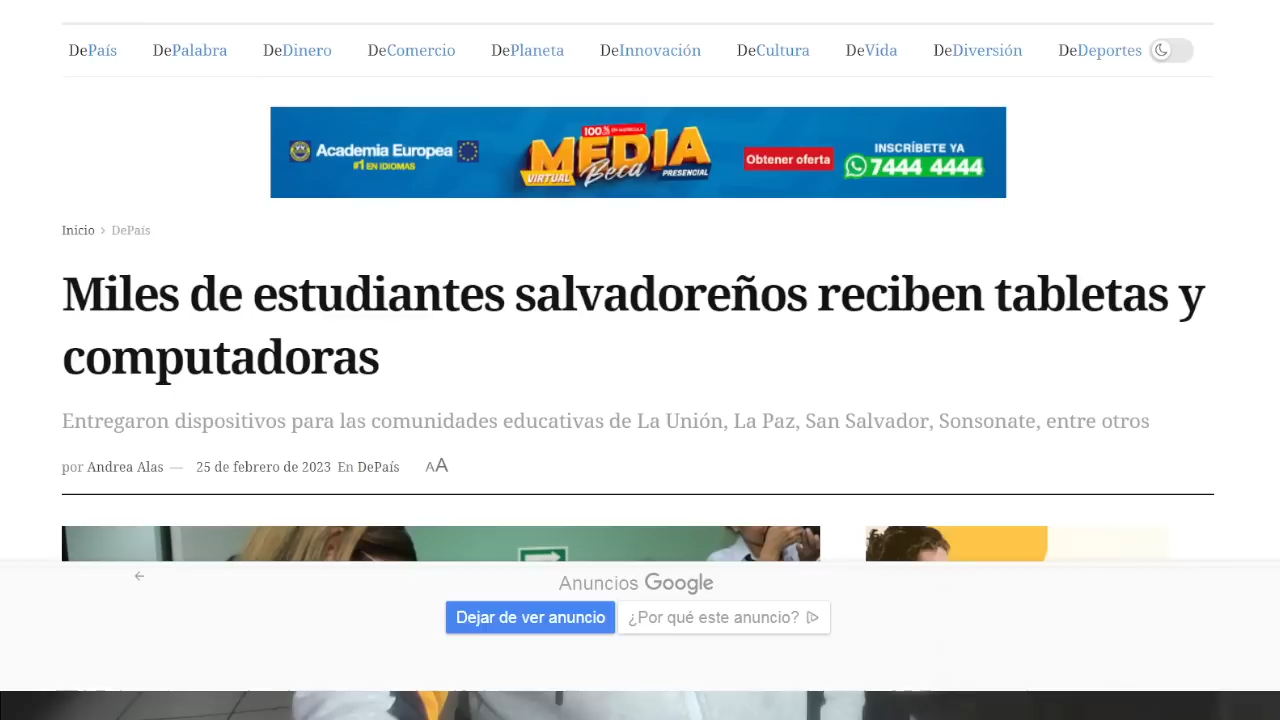 DePaís DePalabra DeDinero DeComercio DePlaneta DeInnovación DeCultura DeVida DeDiversión DeDeportes
Academia Europea
#1 EN IDIOMAS
100% EN MATRÍCULA
MEDIA
VIRTUAL Beca PRESENCIAL
Obtener oferta
INSCRÍBETE YA
7444 4444
Inicio > DePaís
Miles de estudiantes salvadoreños reciben tabletas y
computadoras
Entregaron dispositivos para las comunidades educativas de La Unión, La Paz, San Salvador, Sonsonate, entre otros
por Andrea Alas — 25 de febrero de 2023 En DePaís AA
Anuncios Google
Dejar de ver anuncio ¿Por qué este anuncio?